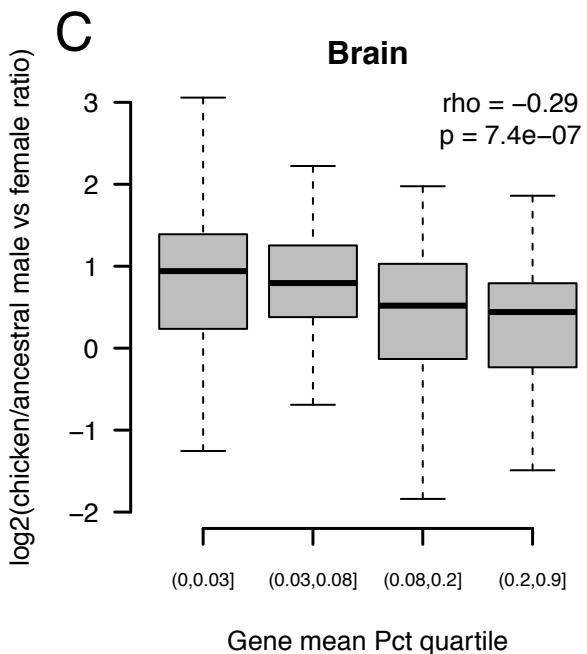 C
Brain
rho = −0.29
p = 7.4e−07
log2(chicken/ancestral male vs female ratio)
3
2
1
0
−1
−2
(0,0.03] (0.03,0.08] (0.08,0.2] (0.2,0.9]
Gene mean Pct quartile